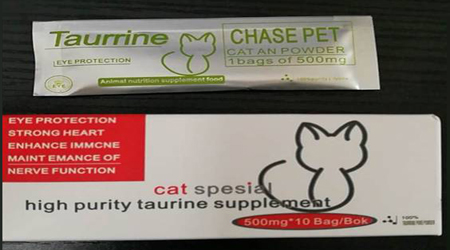 Taurrine
EYE PROTECTION
Animal nutrition supplement food
CHASE PET
CAT AN POWDER
1bags of 500mg
EYE PROTECTION
STRONG HEART
ENHANCE IMMCNE
MAINT EMANCE OF
NERVE FUNCTION
cat spesial
high purity taurine supplement
500mg*10 Bag/Bok
100%